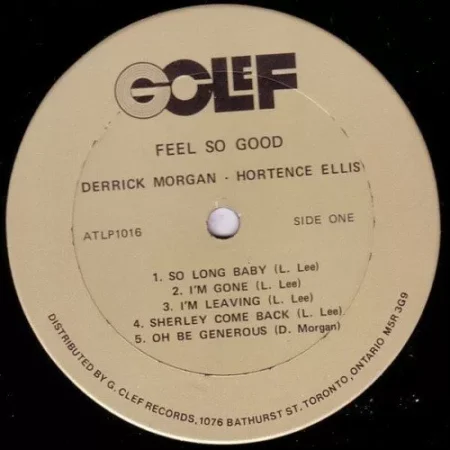 GCLEF
FEEL SO GOOD
DERRICK MORGAN - HORTENCE ELLIS
ATLP1016
SIDE ONE
1. SO LONG BABY (L. Lee)
2. I'M GONE (L. Lee)
3. I'M LEAVING (L. Lee)
4. SHERLEY COME BACK (L. Lee)
5. OH BE GENEROUS (D. Morgan)
DISTRIBUTED BY G. CLEF RECORDS, 1076 BATHURST ST. TORONTO, ONTARIO M5R 3G9